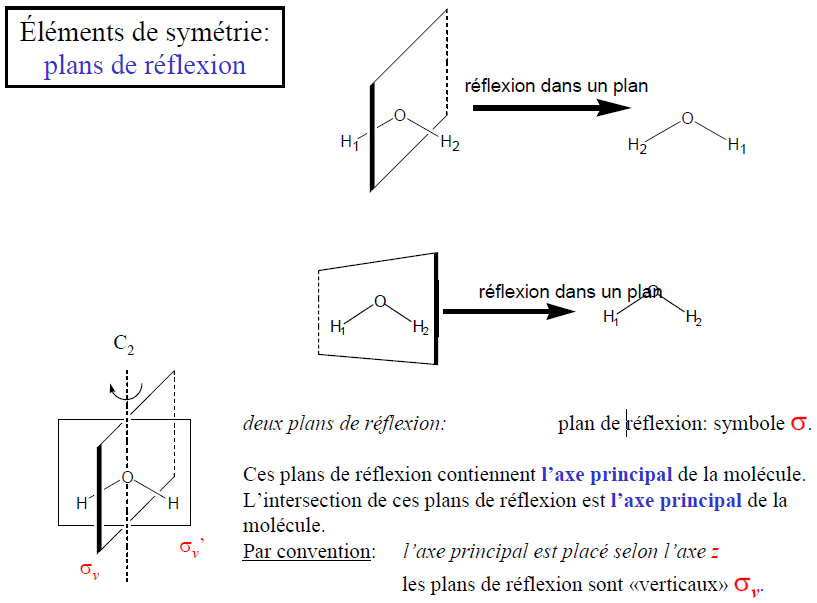 Éléments de symétrie:
plans de réflexion
réflexion dans un plan
O
H1 H2
O
H2 H1
réflexion dans un plan
O
H1 H2
O
H1 H2
C2
O
H H
σv'
σv
deux plans de réflexion: plan de réflexion: symbole σ.
Ces plans de réflexion contiennent l'axe principal de la molécule.
L'intersection de ces plans de réflexion est l'axe principal de la
molécule.
Par convention: l'axe principal est placé selon l'axe z
les plans de réflexion sont «verticaux» σv.